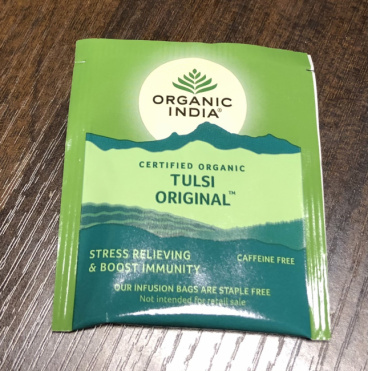 ORGANIC
INDIA®
CERTIFIED ORGANIC
TULSI
ORIGINAL™
STRESS RELIEVING
& BOOST IMMUNITY
CAFFEINE FREE
OUR INFUSION BAGS ARE STAPLE FREE
Not intended for retail sale